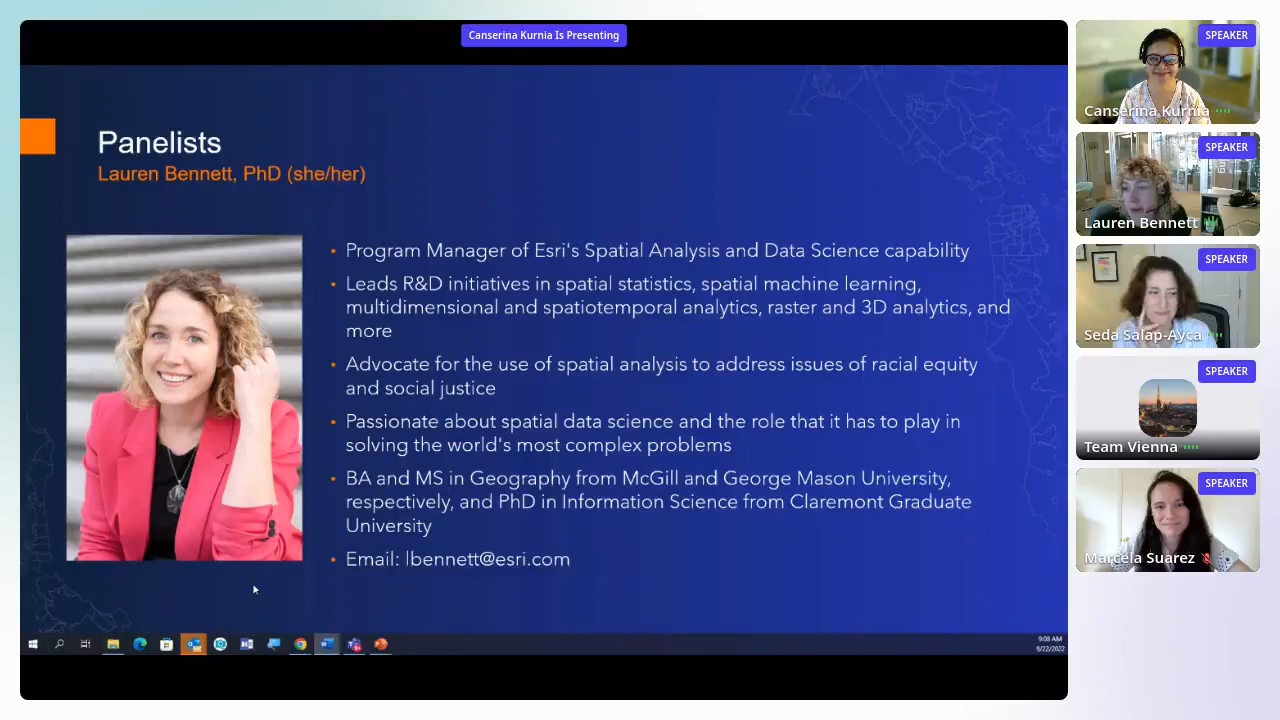 Canserina Kurnia Is Presenting
Panelists
Lauren Bennett, PhD (she/her)
• Program Manager of Esri's Spatial Analysis and Data Science capability
• Leads R&D initiatives in spatial statistics, spatial machine learning,
multidimensional and spatiotemporal analytics, raster and 3D analytics, and
more
• Advocate for the use of spatial analysis to address issues of racial equity
and social justice
• Passionate about spatial data science and the role that it has to play in
solving the world's most complex problems
• BA and MS in Geography from McGill and George Mason University,
respectively, and PhD in Information Science from Claremont Graduate
University
• Email: lbennett@esri.com
9:08 AM
9/22/2022
SPEAKER
Canserina Kurnia
SPEAKER
Lauren Bennett
SPEAKER
Seda Salap-Ayca
SPEAKER
Team Vienna
SPEAKER
Marcela Suarez